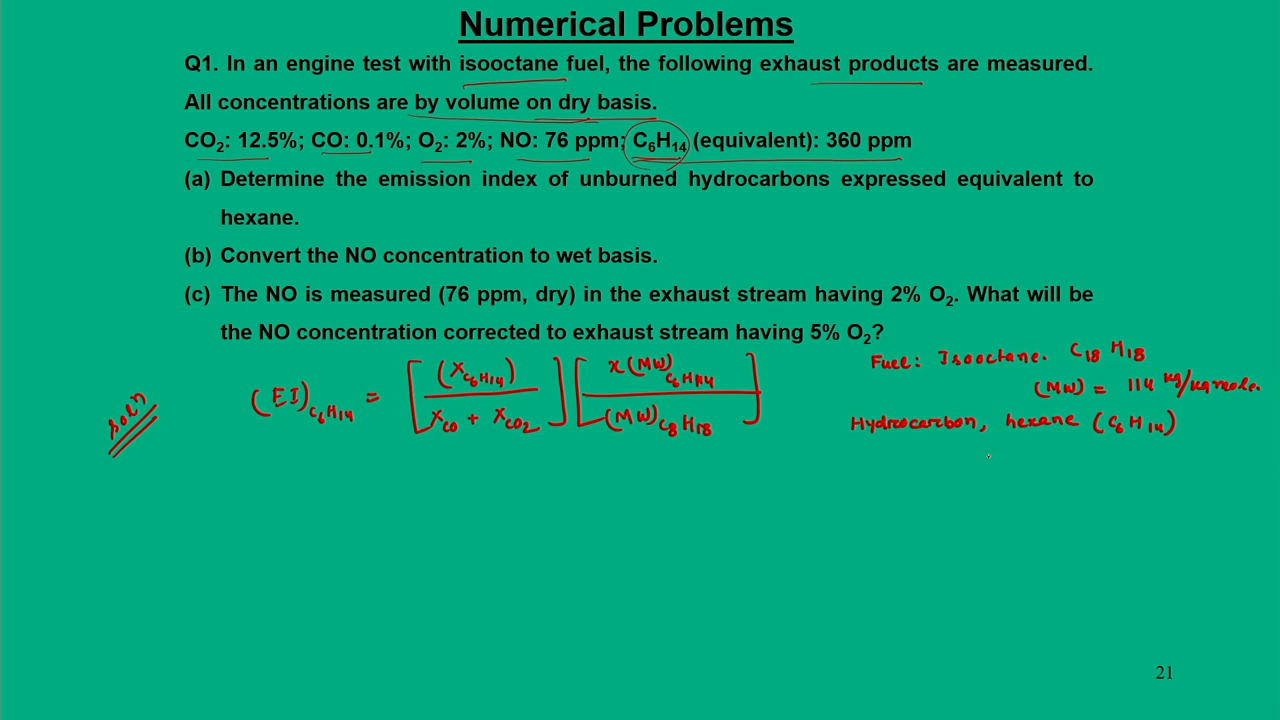 Numerical Problems
Q1. In an engine test with isooctane fuel, the following exhaust products are measured.
All concentrations are by volume on dry basis.
CO2: 12.5%; CO: 0.1%; O2: 2%; NO: 76 ppm; C6H14 (equivalent): 360 ppm
(a) Determine the emission index of unburned hydrocarbons expressed equivalent to
hexane.
(b) Convert the NO concentration to wet basis.
(c) The NO is measured (76 ppm, dry) in the exhaust stream having 2% O2. What will be
the NO concentration corrected to exhaust stream having 5% O2?
soln
(EI)C6H14 = [(XC6H14) / XCO + XCO2] [x(MW)C6H14 / (MW)C8H18]
Fuel: Isooctane. C18 H18
(MW) = 114 kg/kgmole.
Hydrocarbon, hexane (C6H14)
21